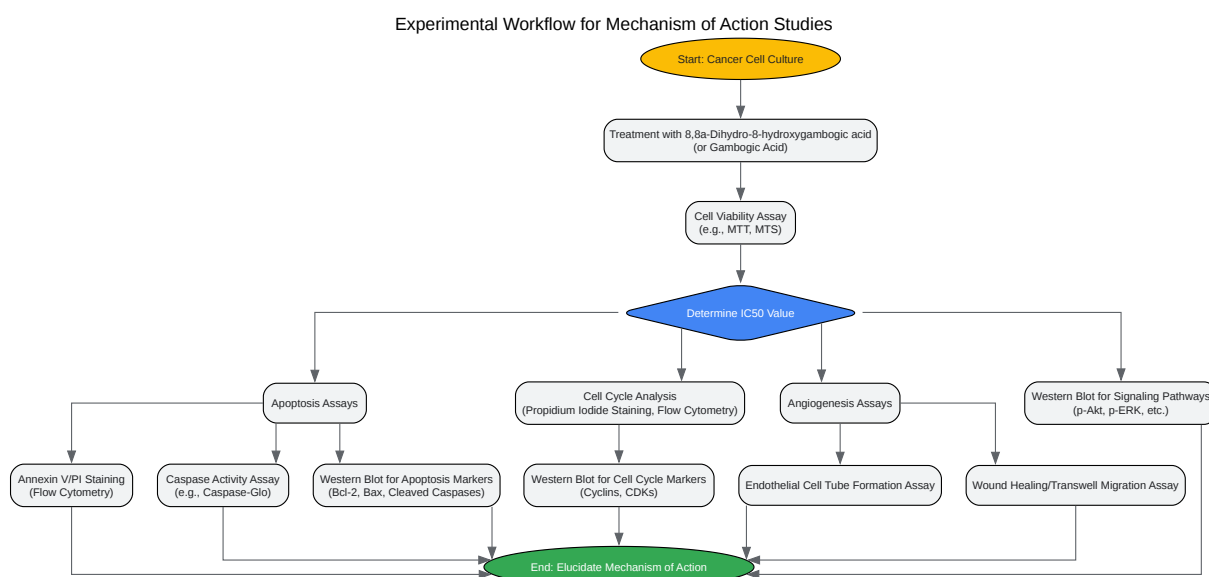 Experimental Workflow for Mechanism of Action Studies
Start: Cancer Cell Culture
Treatment with 8,8a-Dihydro-8-hydroxygambogic acid
(or Gambogic Acid)
Cell Viability Assay
(e.g., MTT, MTS)
Determine IC50 Value
Apoptosis Assays
Cell Cycle Analysis
(Propidium Iodide Staining, Flow Cytometry)
Angiogenesis Assays
Western Blot for Signaling Pathways
(p-Akt, p-ERK, etc.)
Annexin V/PI Staining
(Flow Cytometry)
Caspase Activity Assay
(e.g., Caspase-Glo)
Western Blot for Apoptosis Markers
(Bcl-2, Bax, Cleaved Caspases)
Western Blot for Cell Cycle Markers
(Cyclins, CDKs)
Endothelial Cell Tube Formation Assay
Wound Healing/Transwell Migration Assay
End: Elucidate Mechanism of Action